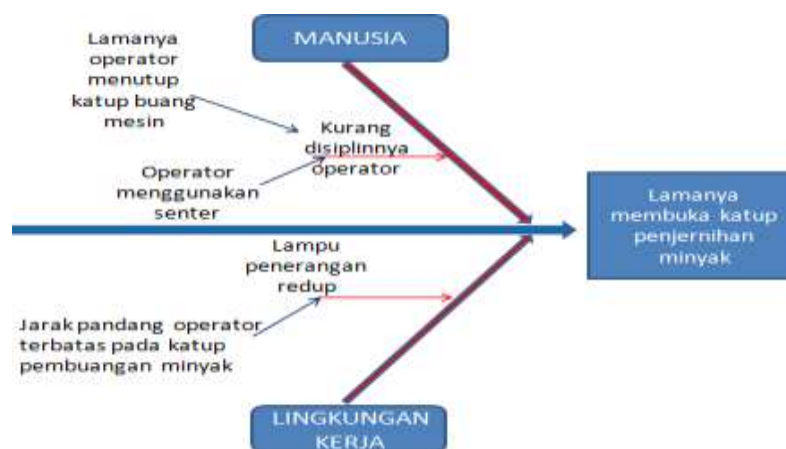 Lamanya
operator
menutup
katup buang
mesin
MANUSIA
Kurang
disiplinnya
operator
Operator
menggunakan
senter
Lamanya
membuka katup
penjernihan
minyak
Lampu
penerangan
redup
Jarak pandang operator
terbatas pada katup
pembuangan minyak
LINGKUNGAN
KERJA